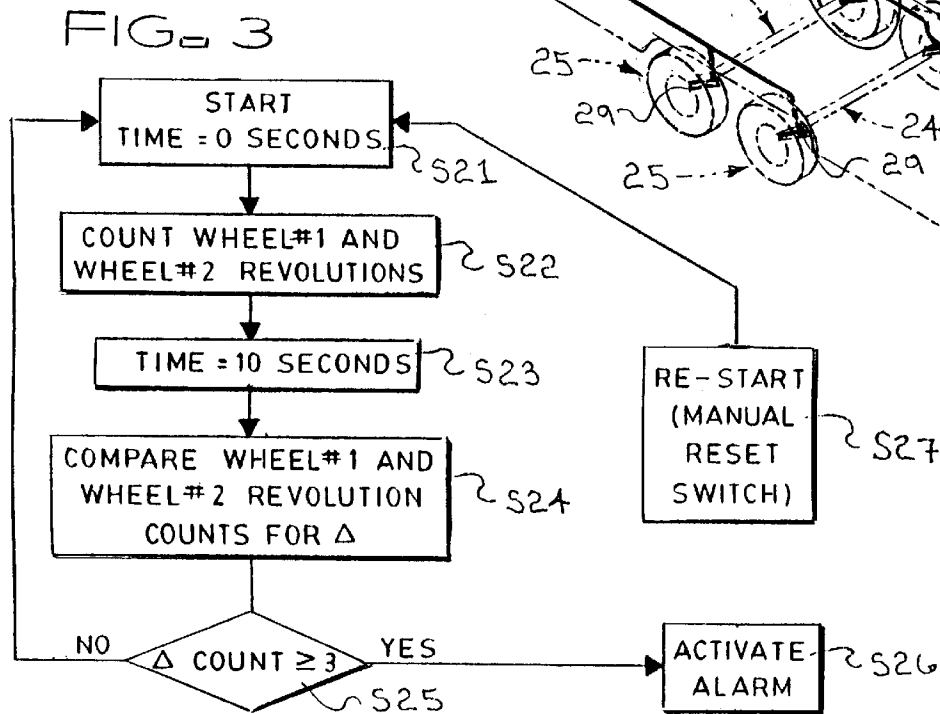 FIG. 3
START
TIME = 0 SECONDS
S21
COUNT WHEEL#1 AND
WHEEL#2 REVOLUTIONS
S22
TIME = 10 SECONDS
S23
COMPARE WHEEL#1 AND
WHEEL#2 REVOLUTION
COUNTS FOR Δ
S24
Δ COUNT ≥ 3
S25
NO
YES
ACTIVATE
ALARM
S26
RE-START
(MANUAL
RESET
SWITCH)
S27
25
29
25
24
29